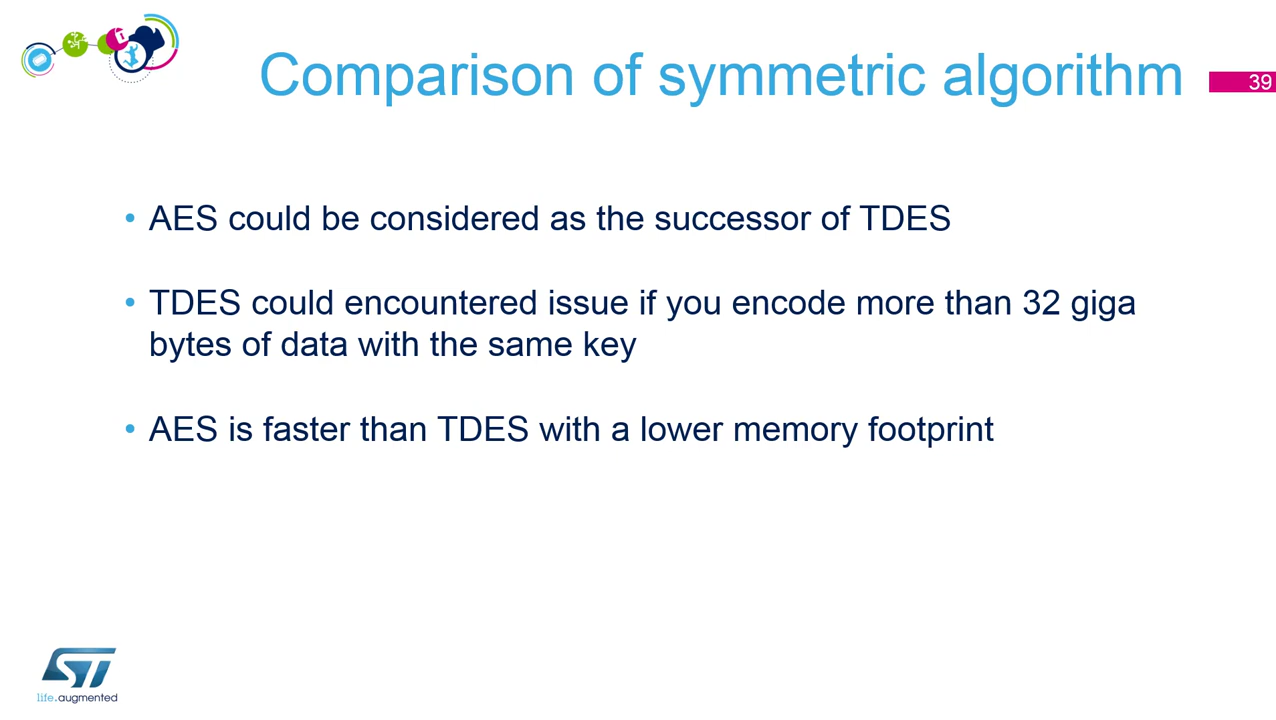 Comparison of symmetric algorithm
39
• AES could be considered as the successor of TDES
• TDES could encountered issue if you encode more than 32 giga
bytes of data with the same key
• AES is faster than TDES with a lower memory footprint
ST
life.augmented